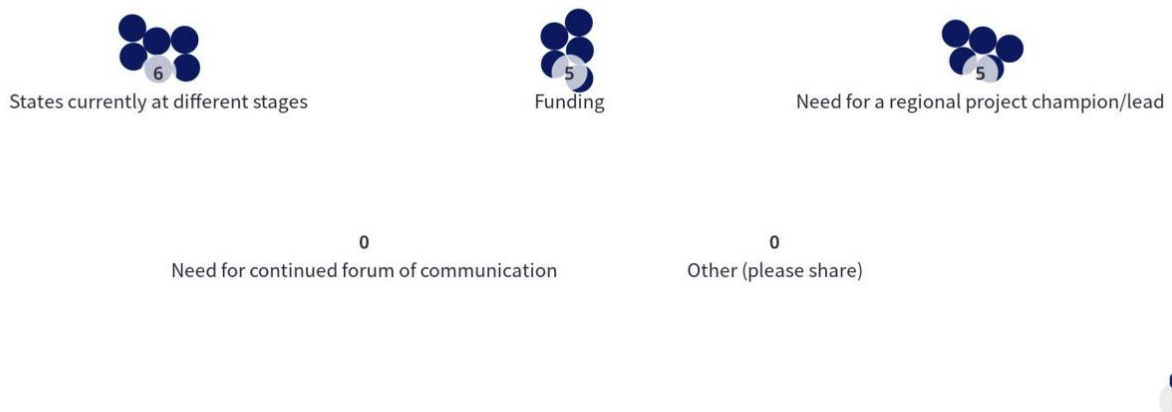 6
States currently at different stages
5
Funding
5
Need for a regional project champion/lead
0
Need for continued forum of communication
0
Other (please share)